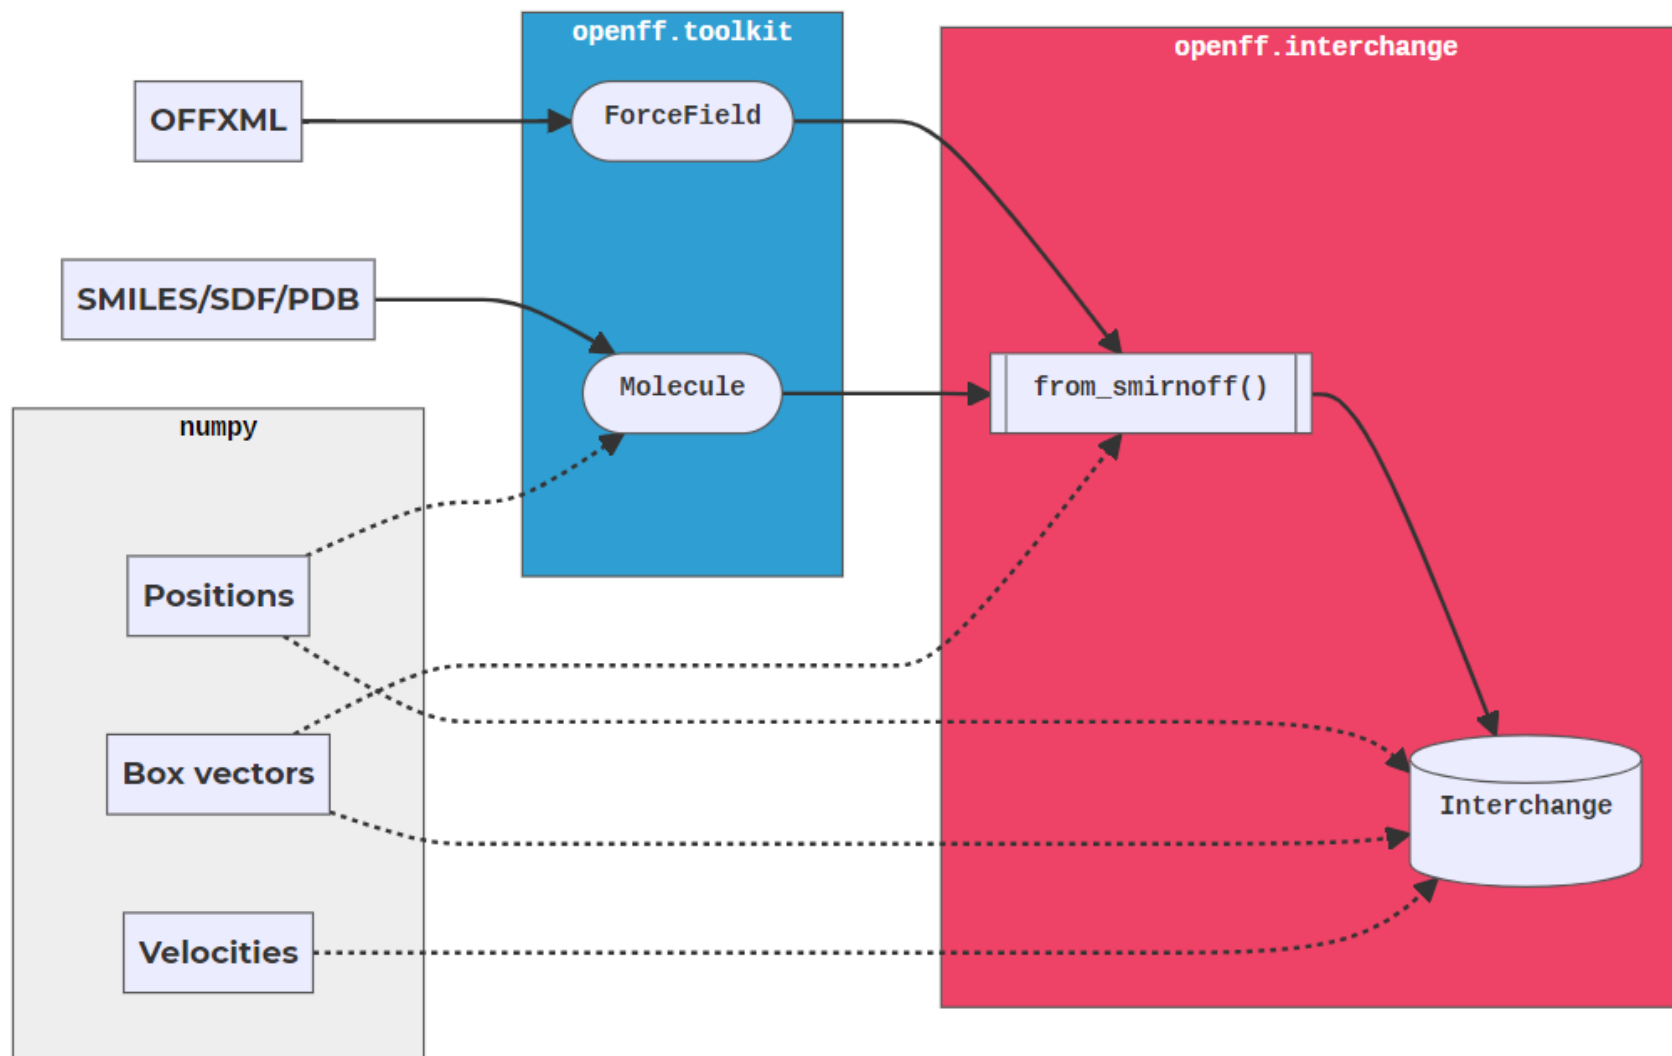 openff.toolkit
openff.interchange
OFFXML
ForceField
SMILES/SDF/PDB
Molecule
from_smirnoff()
numpy
Positions
Box vectors
Interchange
Velocities